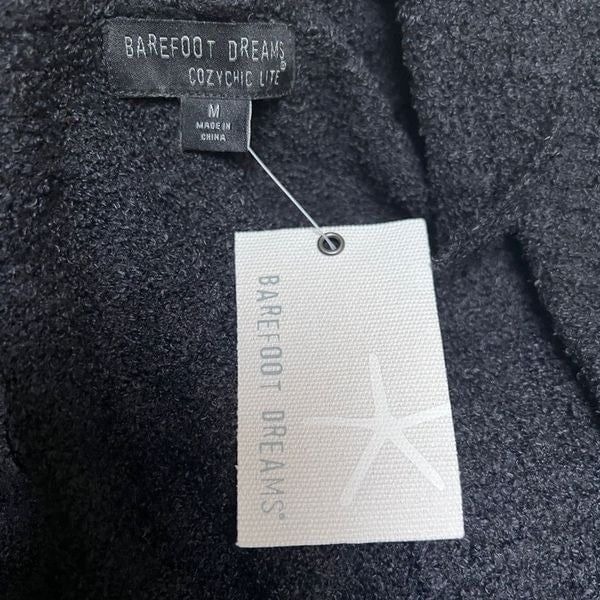 BAREFOOT DREAMS®
COZYCHIC LITE®
M
MADE IN
CHINA
BAREFOOT DREAMS®